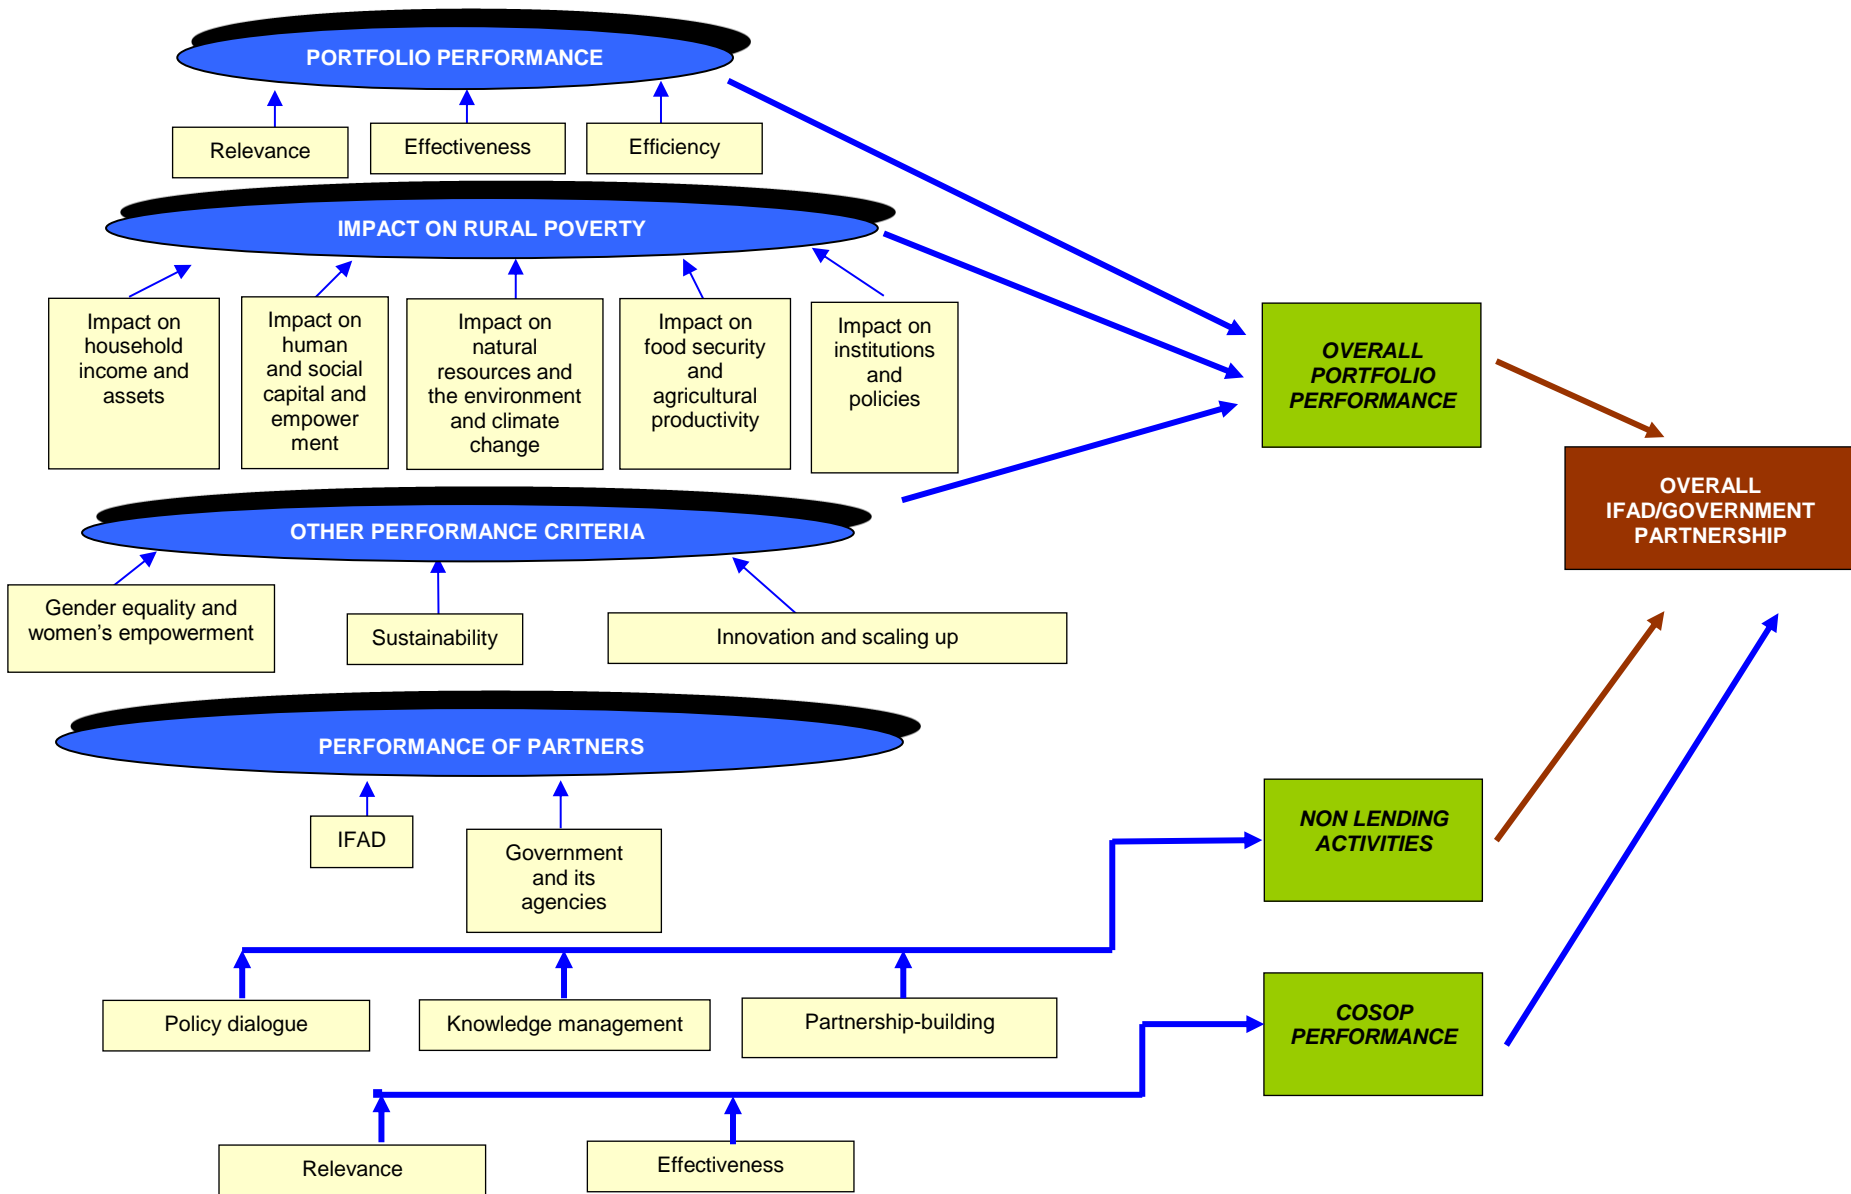 PORTFOLIO PERFORMANCE
Relevance
Effectiveness
Efficiency
IMPACT ON RURAL POVERTY
Impact on
household
income and
assets
Impact on
human
and social
capital and
empower
ment
Impact on
natural
resources and
the environment
and climate
change
Impact on
food security
and
agricultural
productivity
Impact on
institutions
and
policies
OTHER PERFORMANCE CRITERIA
Gender equality and
women’s empowerment
Sustainability
Innovation and scaling up
PERFORMANCE OF PARTNERS
IFAD
Government
and its
agencies
Policy dialogue
Knowledge management
Partnership-building
Relevance
Effectiveness
OVERALL
PORTFOLIO
PERFORMANCE
NON LENDING
ACTIVITIES
COSOP
PERFORMANCE
OVERALL
IFAD/GOVERNMENT
PARTNERSHIP